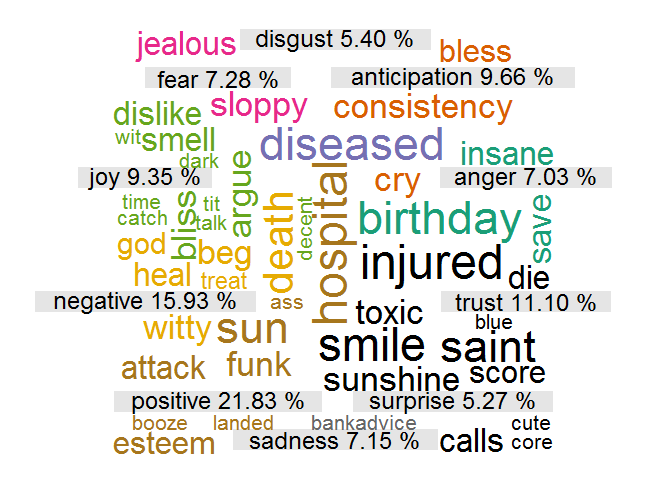 jealous
disgust 5.40 %
bless
fear 7.28 %
anticipation 9.66 %
dislike
sloppy
consistency
wit
smell
diseased
insane
dark
joy 9.35 %
argue
cry
anger 7.03 %
time
catch
bliss
tit
talk
death
decent
hospital
birthday
save
god
beg
injured
heal
treat
die
negative 15.93 %
ass
toxic
trust 11.10 %
witty
sun
blue
smile
saint
attack
funk
sunshine
score
positive 21.83 %
surprise 5.27 %
booze
landed
bankadvice
cute
esteem
sadness 7.15 %
calls
core